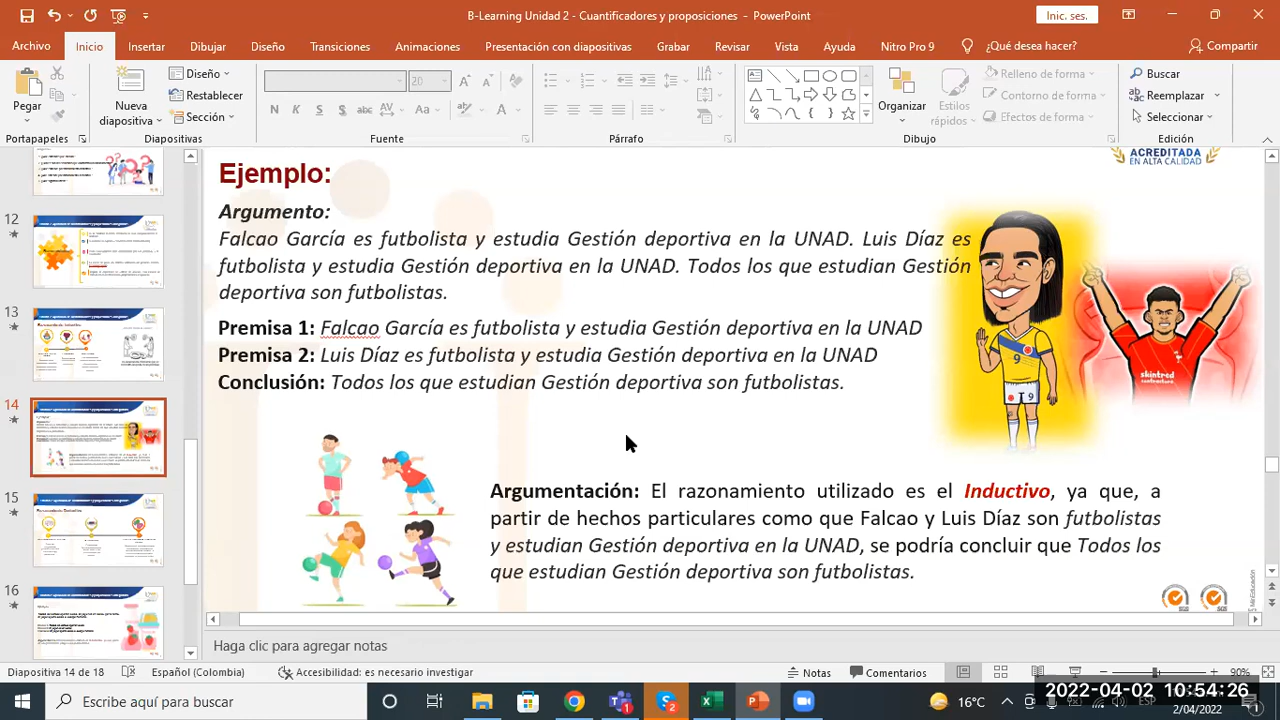 B-Learning Unidad 2 - Cuantificadores y proposiciones - PowerPoint
Inic. ses.
Archivo Inicio Insertar Dibujar Diseño Transiciones Animaciones Presentación con diapositivas Grabar Revisar Vista Ayuda Nitro Pro 9 ¿Qué desea hacer? Compartir
Pegar
Nueva diapositiva
Diseño
Restablecer
Sección
20
N K S abc AV Aa A
Organizar
Estilos rápidos
Relleno de forma
Contorno de forma
Efectos de forma
Buscar
Reemplazar
Seleccionar
Portapapeles Diapositivas Fuente Párrafo Dibujo Edición
12
13
14
15
16
ACREDITADA
EN ALTA CALIDAD
Ejemplo:
Argumento:
Falcao García es futbolista y estudia Gestión deportiva en la Luis Díaz
futbolista y estudia Gestión deportiva en la UNAD. Todos los que estudian Gestión
deportiva son futbolistas.
Premisa 1: Falcao García es futbolista y estudia Gestión deportiva en la UNAD
Premisa 2: Luis Díaz es futbolista y estudia Gestión deportiva en la UNAD
Conclusión: Todos los que estudian Gestión deportiva son futbolistas.
skintred
contractura
Argumentación: El razonamiento utilizado es el Inductivo, ya que, a
partir de hechos particulares como que Falcao y Luis Díaz son futbolistas
y estudian Gestión deportiva en la UNAD, se podría concluir que Todos los
que estudian Gestión deportiva son futbolistas.
Haga clic para agregar notas
Diapositiva 14 de 18 Español (Colombia) Accesibilidad: es necesario investigar Notas Comentarios 90%
Escribe aquí para buscar
16°C
ESP
2022-04-02 10:54:26
2/04/2022